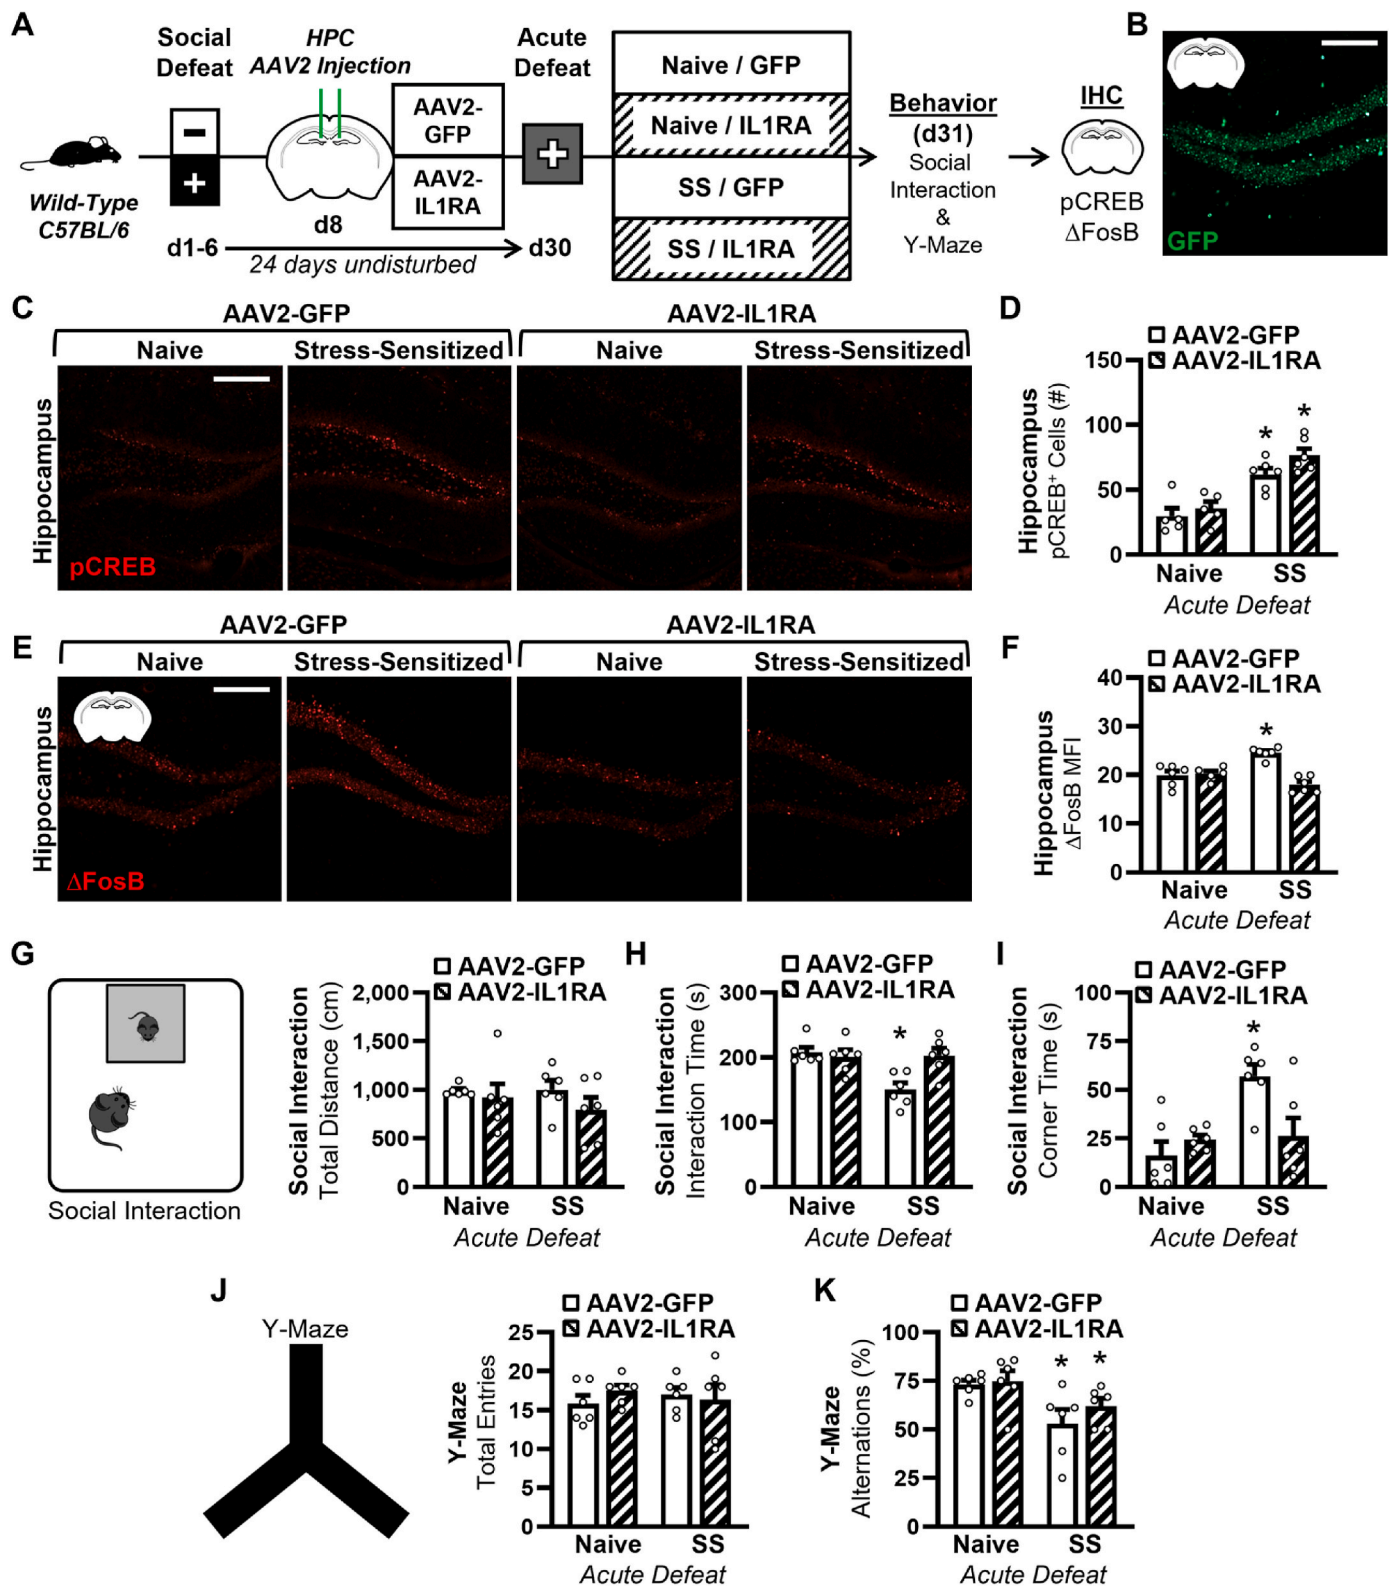 A
Social
Defeat
HPC
AAV2 Injection
Acute
Defeat
Wild-Type
C57BL/6
−
+
d1-6
d8
AAV2-
GFP
AAV2-
IL1RA
24 days undisturbed
+
d30
Naive / GFP
Naive / IL1RA
SS / GFP
SS / IL1RA
Behavior
(d31)
Social
Interaction
&
Y-Maze
IHC
pCREB
ΔFosB
B
GFP
C
AAV2-GFP
AAV2-IL1RA
Naive
Stress-Sensitized
Naive
Stress-Sensitized
Hippocampus
pCREB
D
AAV2-GFP
AAV2-IL1RA
Hippocampus
pCREB⁺ Cells (#)
150
100
50
0
*
*
Naive
SS
Acute Defeat
E
AAV2-GFP
AAV2-IL1RA
Naive
Stress-Sensitized
Naive
Stress-Sensitized
Hippocampus
ΔFosB
F
AAV2-GFP
AAV2-IL1RA
Hippocampus
ΔFosB MFI
40
30
20
10
0
*
Naive
SS
Acute Defeat
G
Social Interaction
AAV2-GFP
AAV2-IL1RA
Social Interaction
Total Distance (cm)
2,000
1,500
1,000
500
0
Naive
SS
Acute Defeat
H
AAV2-GFP
AAV2-IL1RA
Social Interaction
Interaction Time (s)
300
200
100
0
*
Naive
SS
Acute Defeat
I
AAV2-GFP
AAV2-IL1RA
Social Interaction
Corner Time (s)
100
75
50
25
0
*
Naive
SS
Acute Defeat
J
Y-Maze
AAV2-GFP
AAV2-IL1RA
Y-Maze
Total Entries
25
20
15
10
5
0
Naive
SS
Acute Defeat
K
AAV2-GFP
AAV2-IL1RA
Y-Maze
Alternations (%)
100
75
50
25
0
*
*
Naive
SS
Acute Defeat